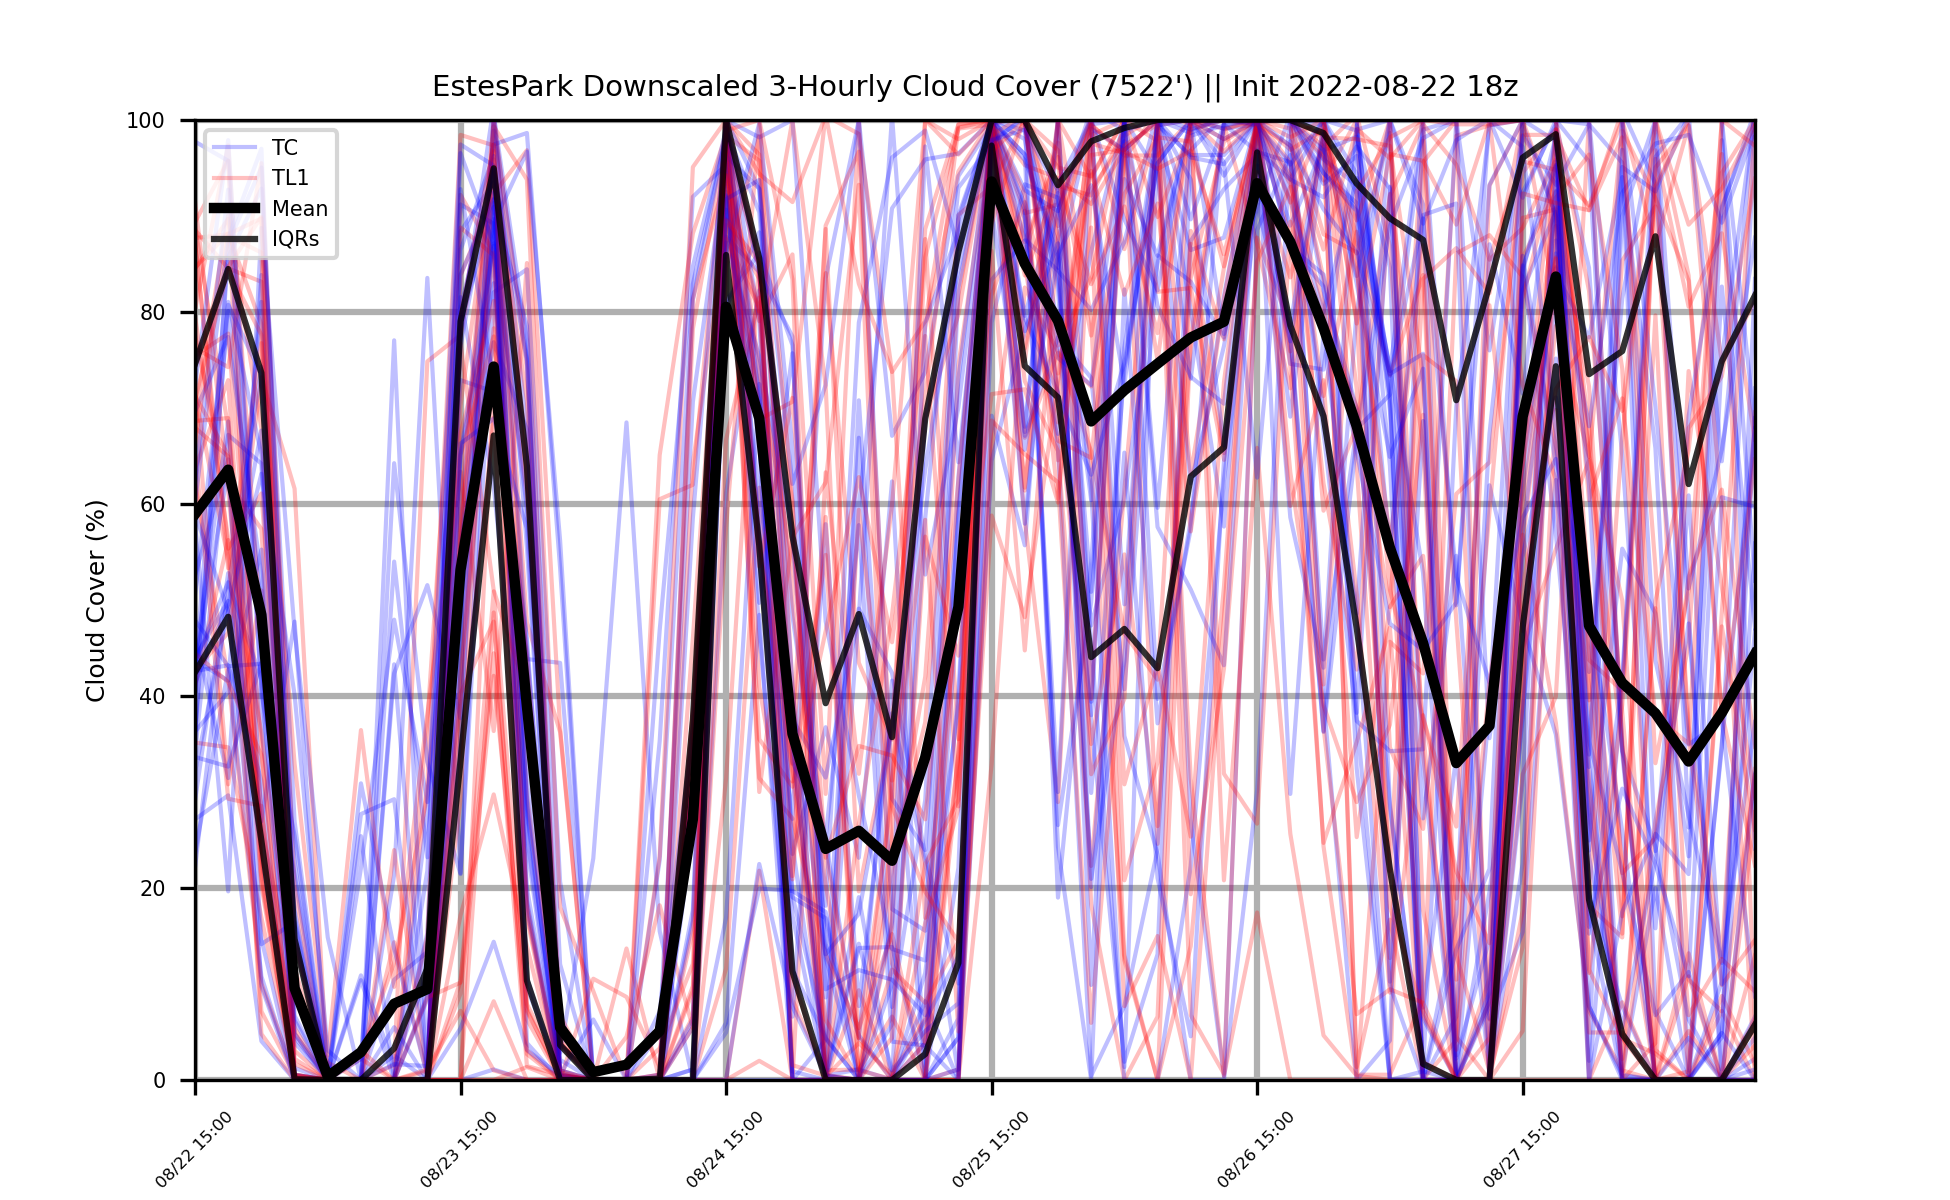 EstesPark Downscaled 3-Hourly Cloud Cover (7522') || Init 2022-08-22 18z
TC
TL1
Mean
IQRs
Cloud Cover (%)
100
80
60
40
20
0
08/22 15:00
08/23 15:00
08/24 15:00
08/25 15:00
08/26 15:00
08/27 15:00